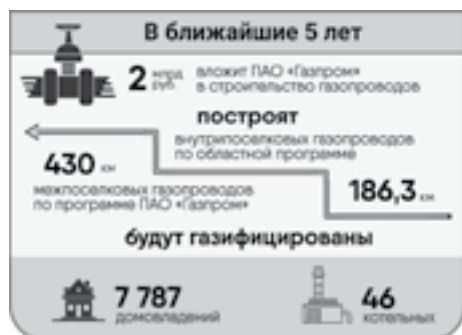 В ближайшие 5 лет
2 млрд руб. вложит ПАО «Газпром»
в строительство газопроводов
построят
внутрипоселковых газопроводов
по областной программе
430 км
межпоселковых газопроводов
по программе ПАО «Газпром»
186,3 км
будут газифицированы
7 787
домовладений
46
котельных